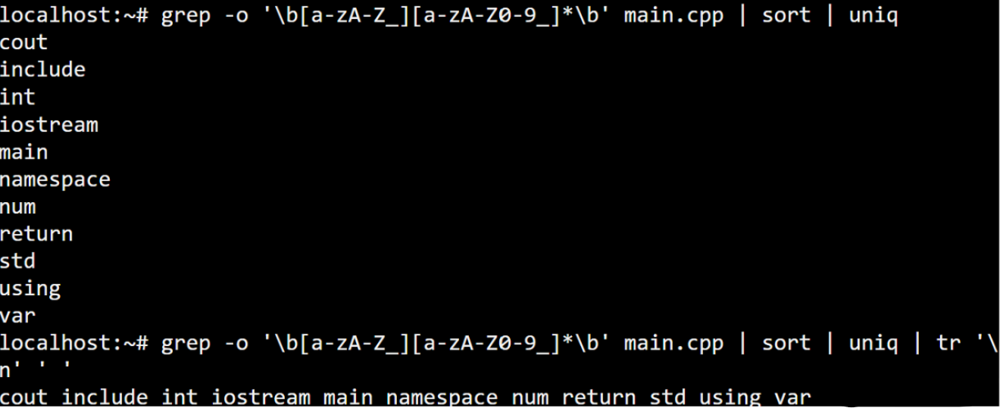 localhost:~# grep -o '\b[a-zA-Z_][a-zA-Z0-9_]*\b' main.cpp | sort | uniq
cout
include
int
iostream
main
namespace
num
return
std
using
var
localhost:~# grep -o '\b[a-zA-Z_][a-zA-Z0-9_]*\b' main.cpp | sort | uniq | tr '\
n' ' '
cout include int iostream main namespace num return std using var